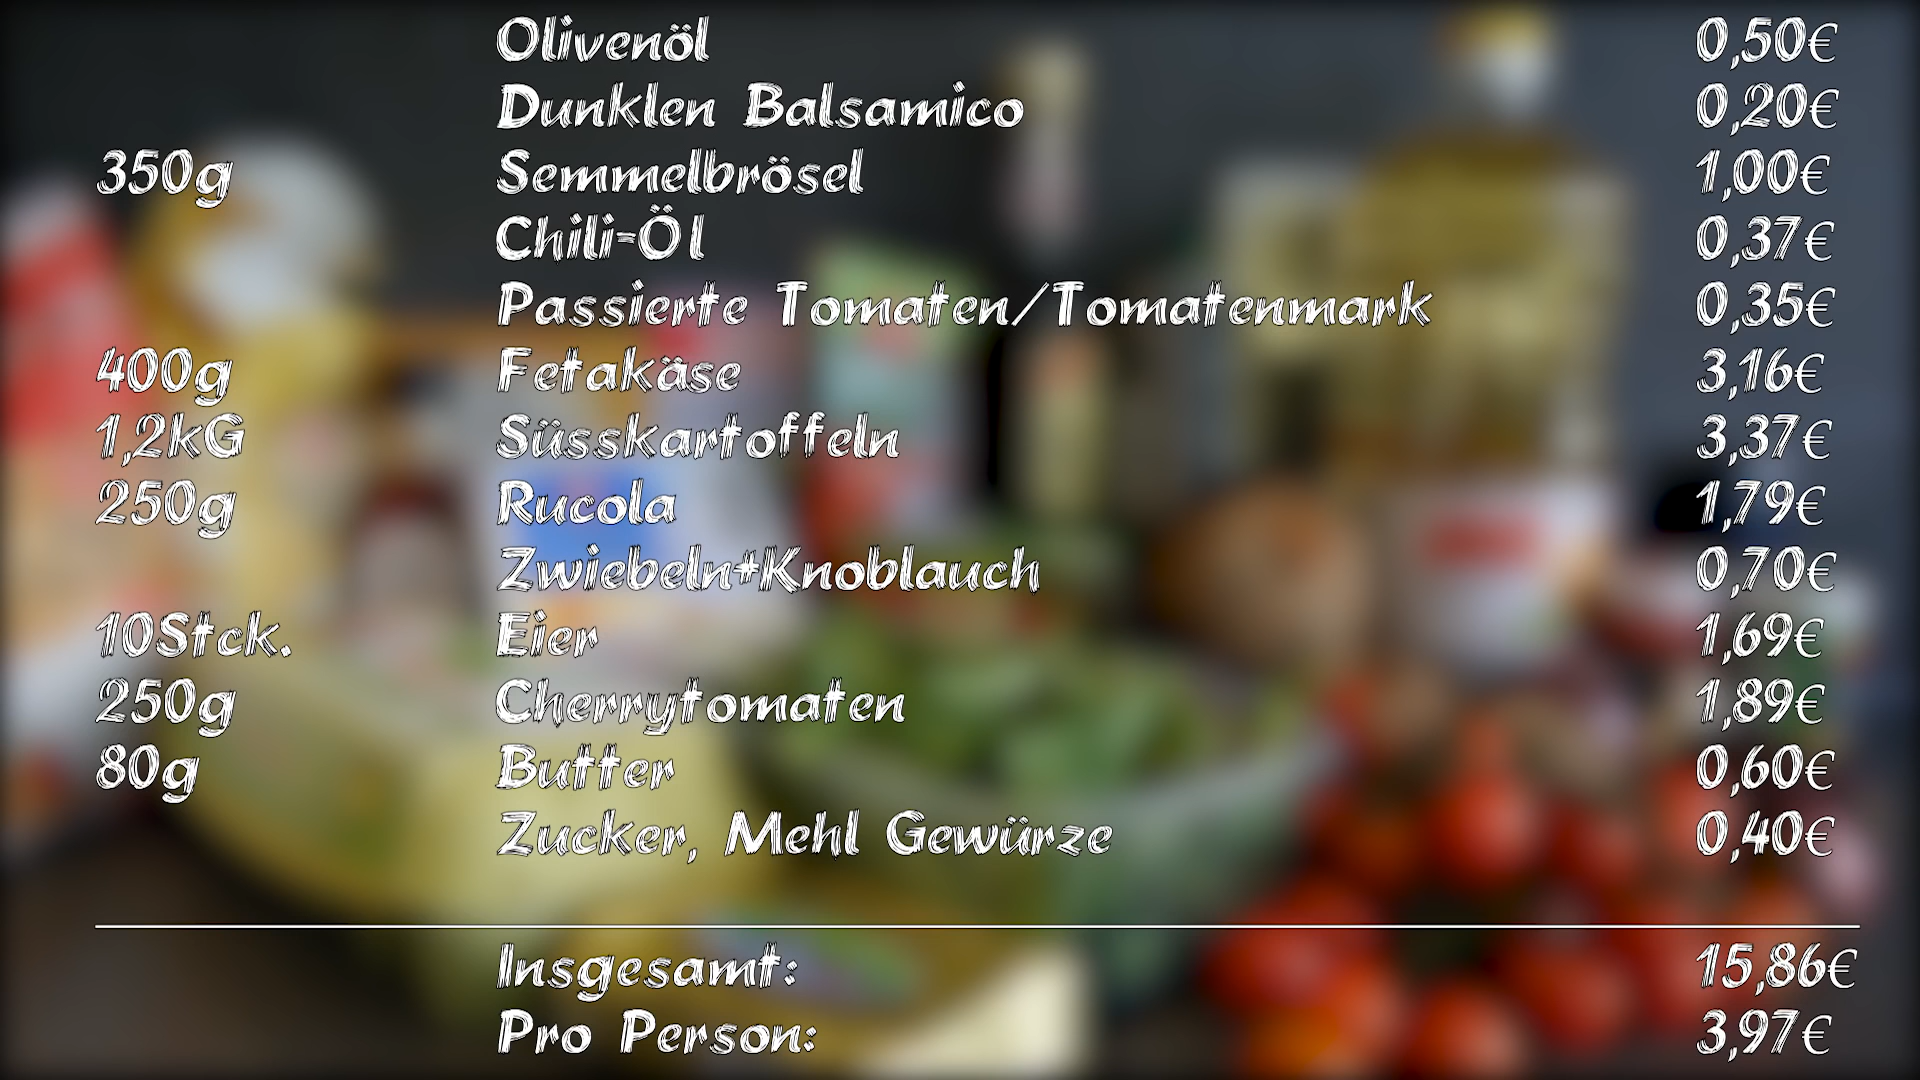 Olivenöl 0,50€
Dunklen Balsamico 0,20€
350g Semmelbrösel 1,00€
Chili-Öl 0,37€
Passierte Tomaten/Tomatenmark 0,35€
400g Fetakäse 3,16€
1,2kG Süsskartoffeln 3,37€
250g Rucola 1,79€
Zwiebeln+Knoblauch 0,70€
10Stck. Eier 1,69€
250g Cherrytomaten 1,89€
80g Butter 0,60€
Zucker, Mehl Gewürze 0,40€
Insgesamt: 15,86€
Pro Person: 3,97€